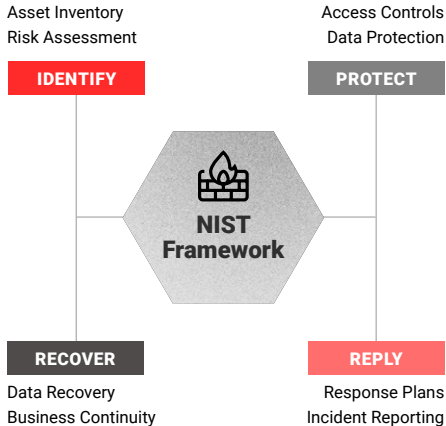 Asset Inventory
Risk Assessment
IDENTIFY
Access Controls
Data Protection
PROTECT
NIST
Framework
RECOVER
Data Recovery
Business Continuity
REPLY
Response Plans
Incident Reporting